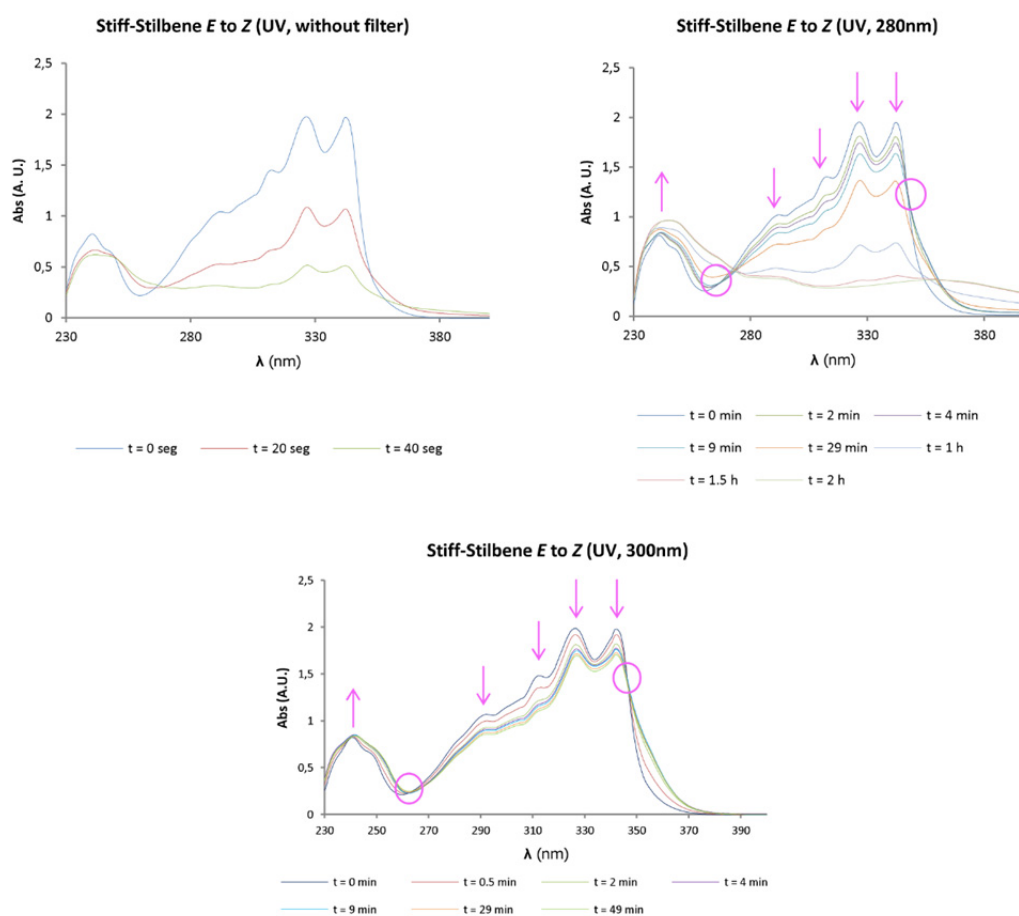 Stiff-Stilbene E to Z (UV, without filter)
2,5
2
1,5
1
0,5
0
Abs (A. U.)
230
280
330
380
λ (nm)
t = 0 seg
t = 20 seg
t = 40 seg
Stiff-Stilbene E to Z (UV, 280nm)
2,5
2
1,5
1
0,5
0
Abs (A. U.)
230
280
330
380
λ (nm)
t = 0 min
t = 2 min
t = 4 min
t = 9 min
t = 29 min
t = 1 h
t = 1.5 h
t = 2 h
Stiff-Stilbene E to Z (UV, 300nm)
2,5
2
1,5
1
0,5
0
Abs (A.U.)
230
250
270
290
310
330
350
370
390
λ (nm)
t = 0 min
t = 0.5 min
t = 2 min
t = 4 min
t = 9 min
t = 29 min
t = 49 min